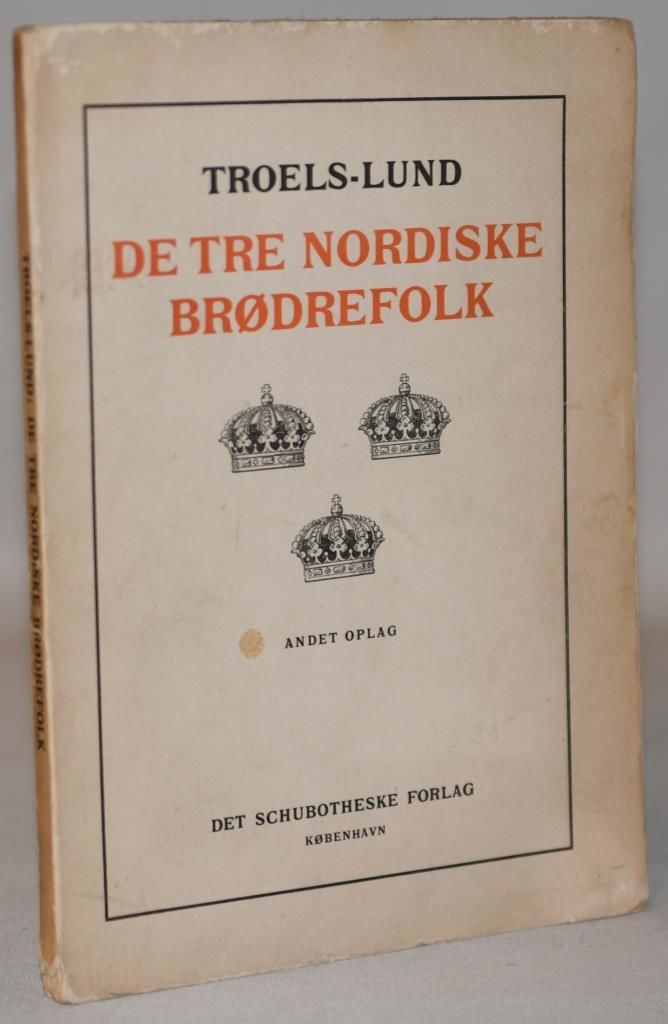 TROELS-LUND
DE TRE NORDISKE
BRØDREFOLK
ANDET OPLAG
DET SCHUBOTHESKE FORLAG
KØBENHAVN
TROELS-LUND: DE TRE NORDISKE BRØDREFOLK